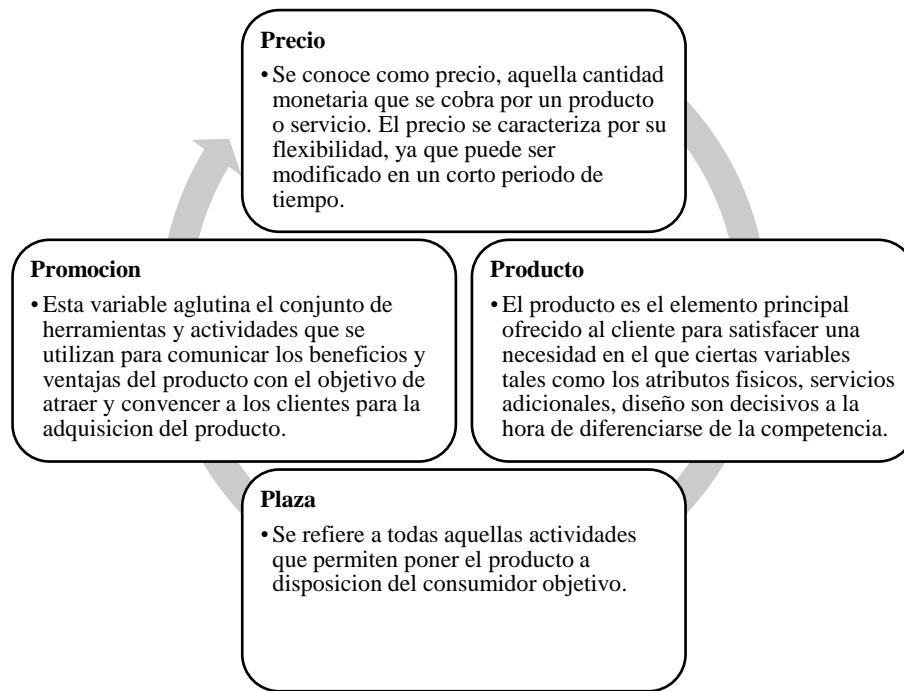 Precio
• Se conoce como precio, aquella cantidad
monetaria que se cobra por un producto
o servicio. El precio se caracteriza por su
flexibilidad, ya que puede ser
modificado en un corto periodo de
tiempo.
Promocion
• Esta variable aglutina el conjunto de
herramientas y actividades que se
utilizan para comunicar los beneficios y
ventajas del producto con el objetivo de
atraer y convencer a los clientes para la
adquisicion del producto.
Producto
• El producto es el elemento principal
ofrecido al cliente para satisfacer una
necesidad en el que ciertas variables
tales como los atributos fisicos, servicios
adicionales, diseño son decisivos a la
hora de diferenciarse de la competencia.
Plaza
• Se refiere a todas aquellas actividades
que permiten poner el producto a
disposicion del consumidor objetivo.